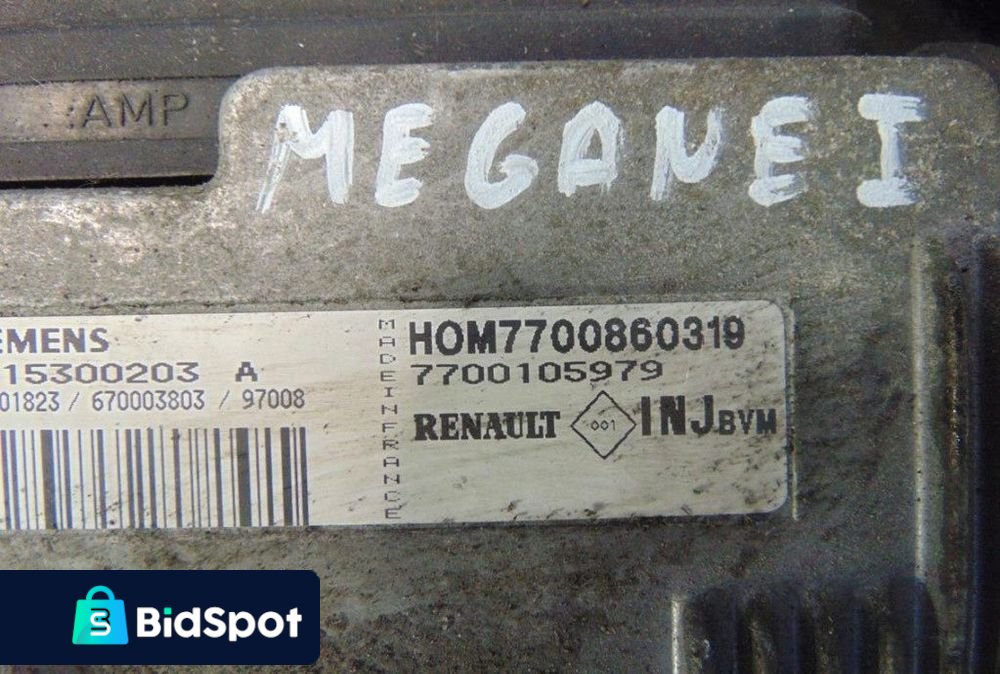 AMP
MEGANE I
EMENS
15300203 A
01823 / 670003803 / 97008
MADE IN FRANCE
HOM7700860319
7700105979
RENAULT 001 INJ BVM
BidSpot